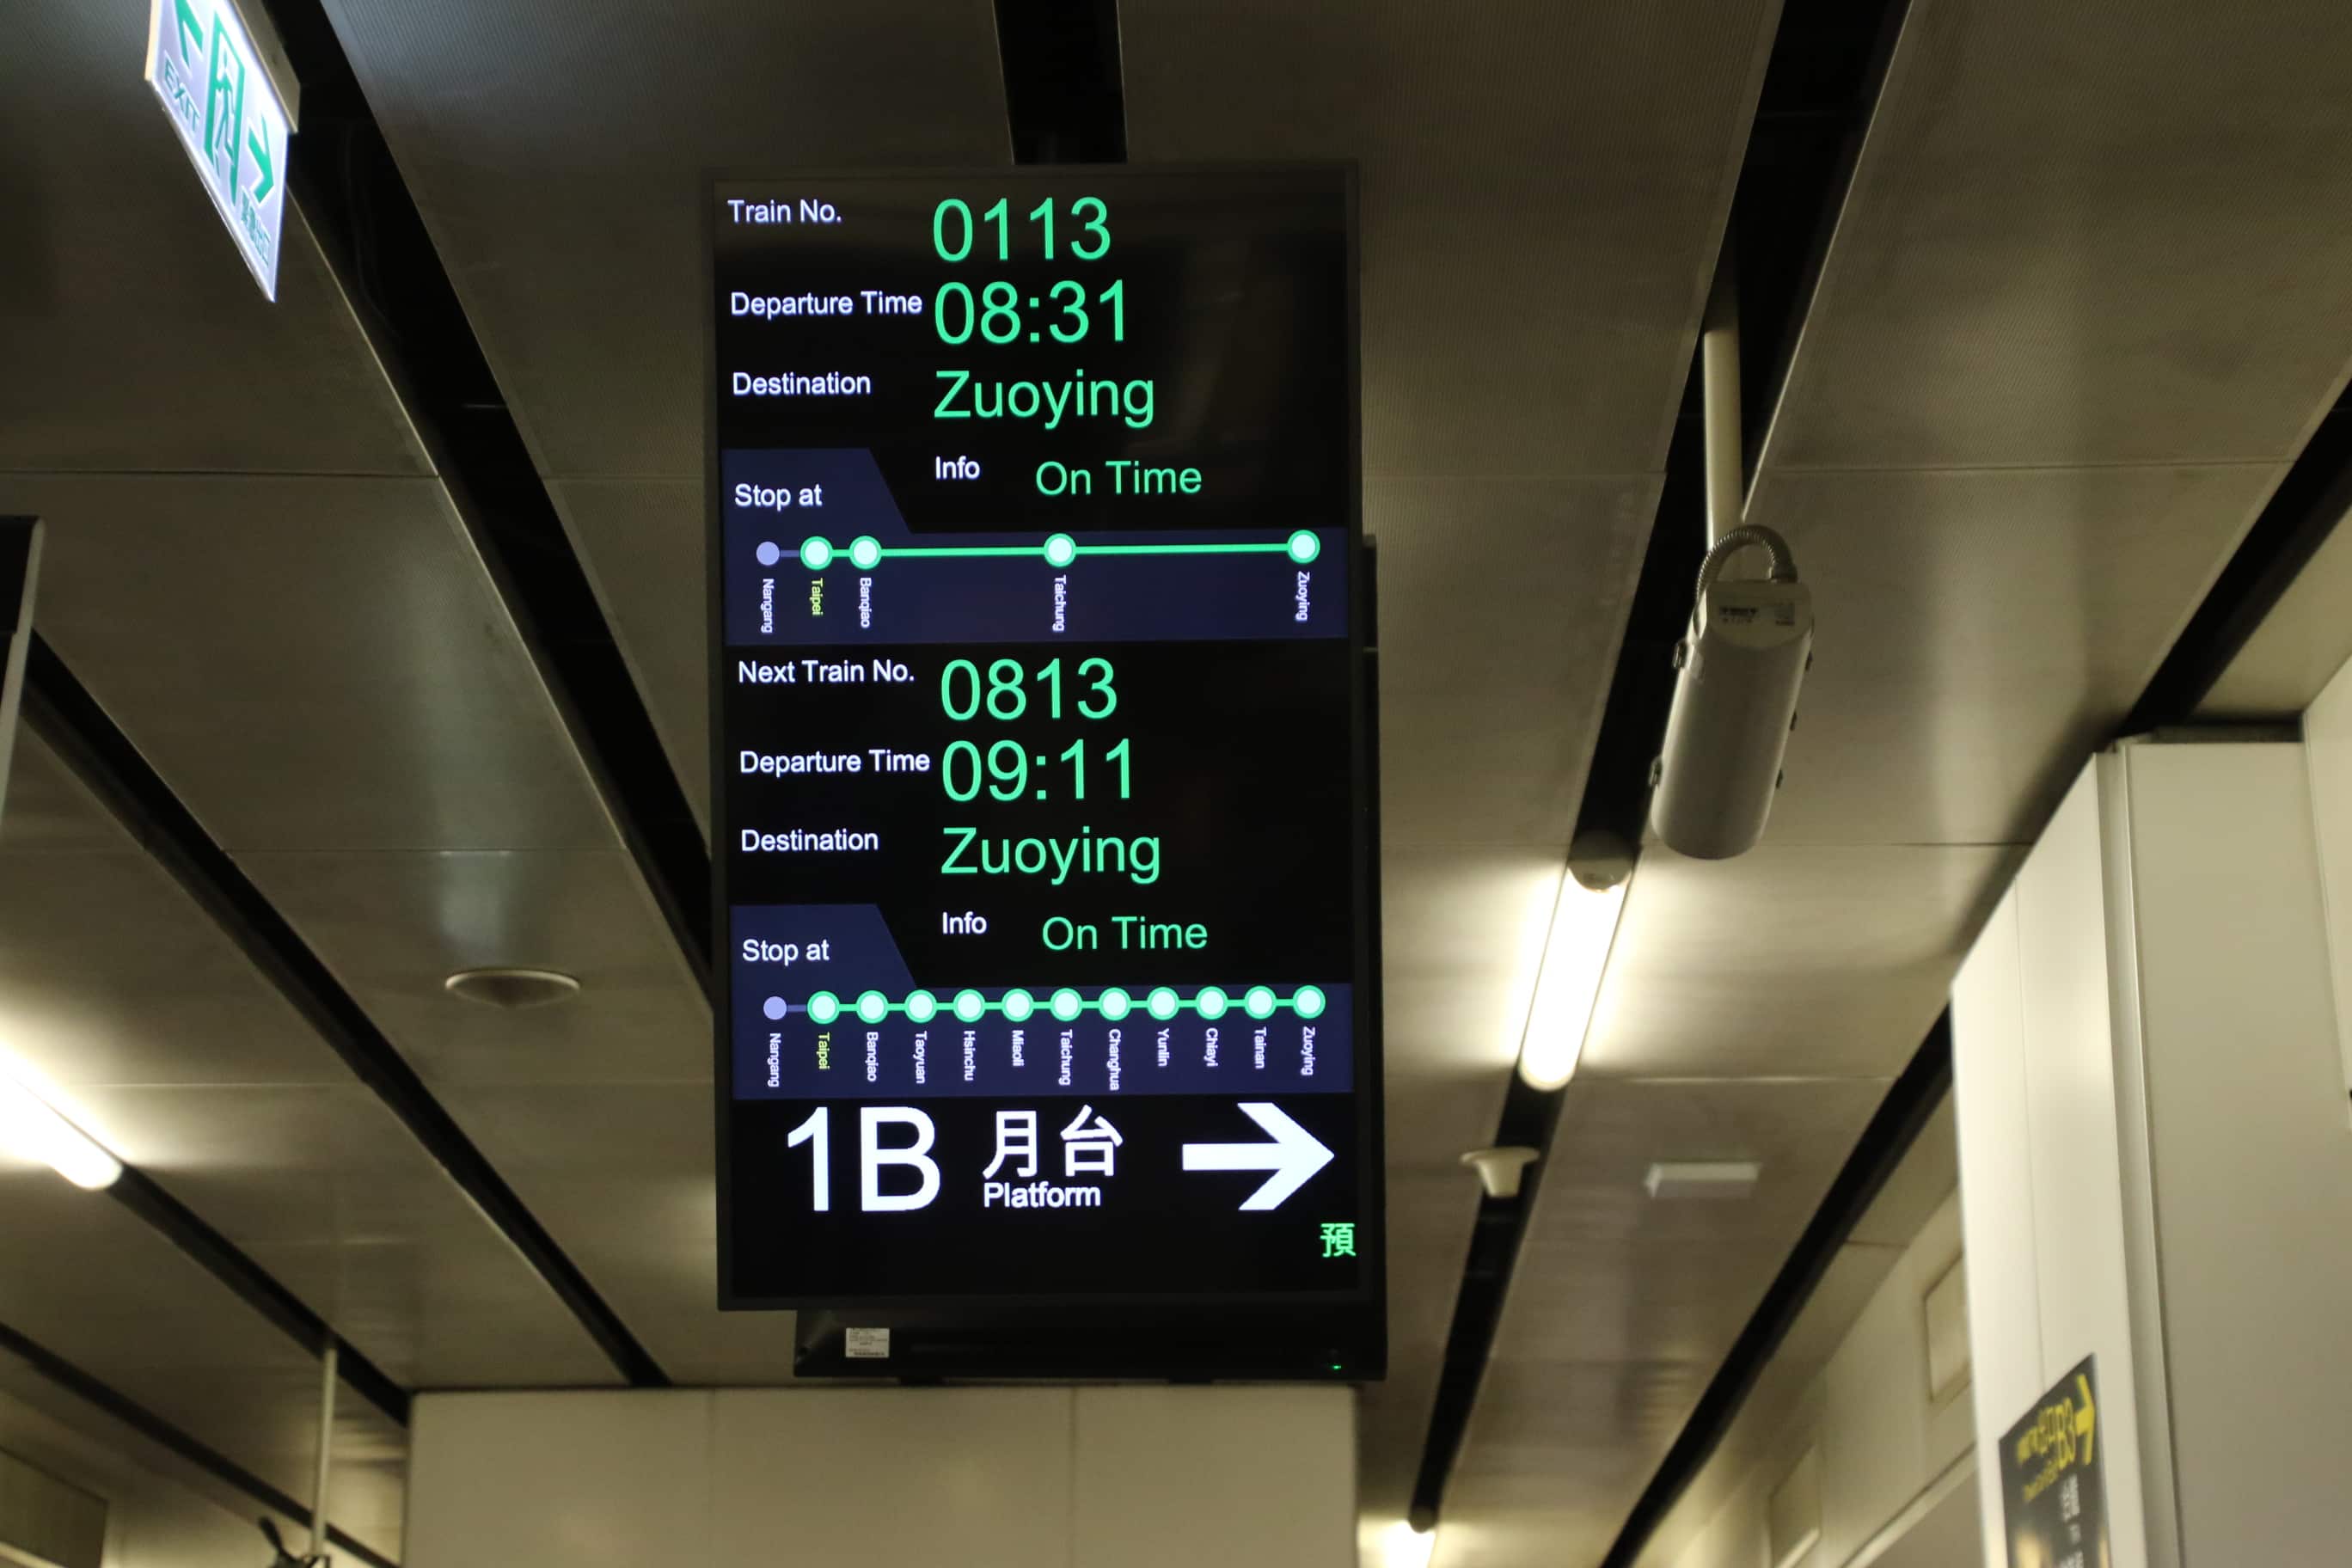 EXIT
Train No. 0113
Departure Time 08:31
Destination Zuoying
Info On Time
Stop at
Nangang Taipei Banqiao Taichung Zuoying
Next Train No. 0813
Departure Time 09:11
Destination Zuoying
Info On Time
Stop at
Nangang Taipei Banqiao Taoyuan Hsinchu Miaoli Taichung Changhua Yunlin Chiayi Tainan Zuoying
1B 月台 →
Platform
預
B3